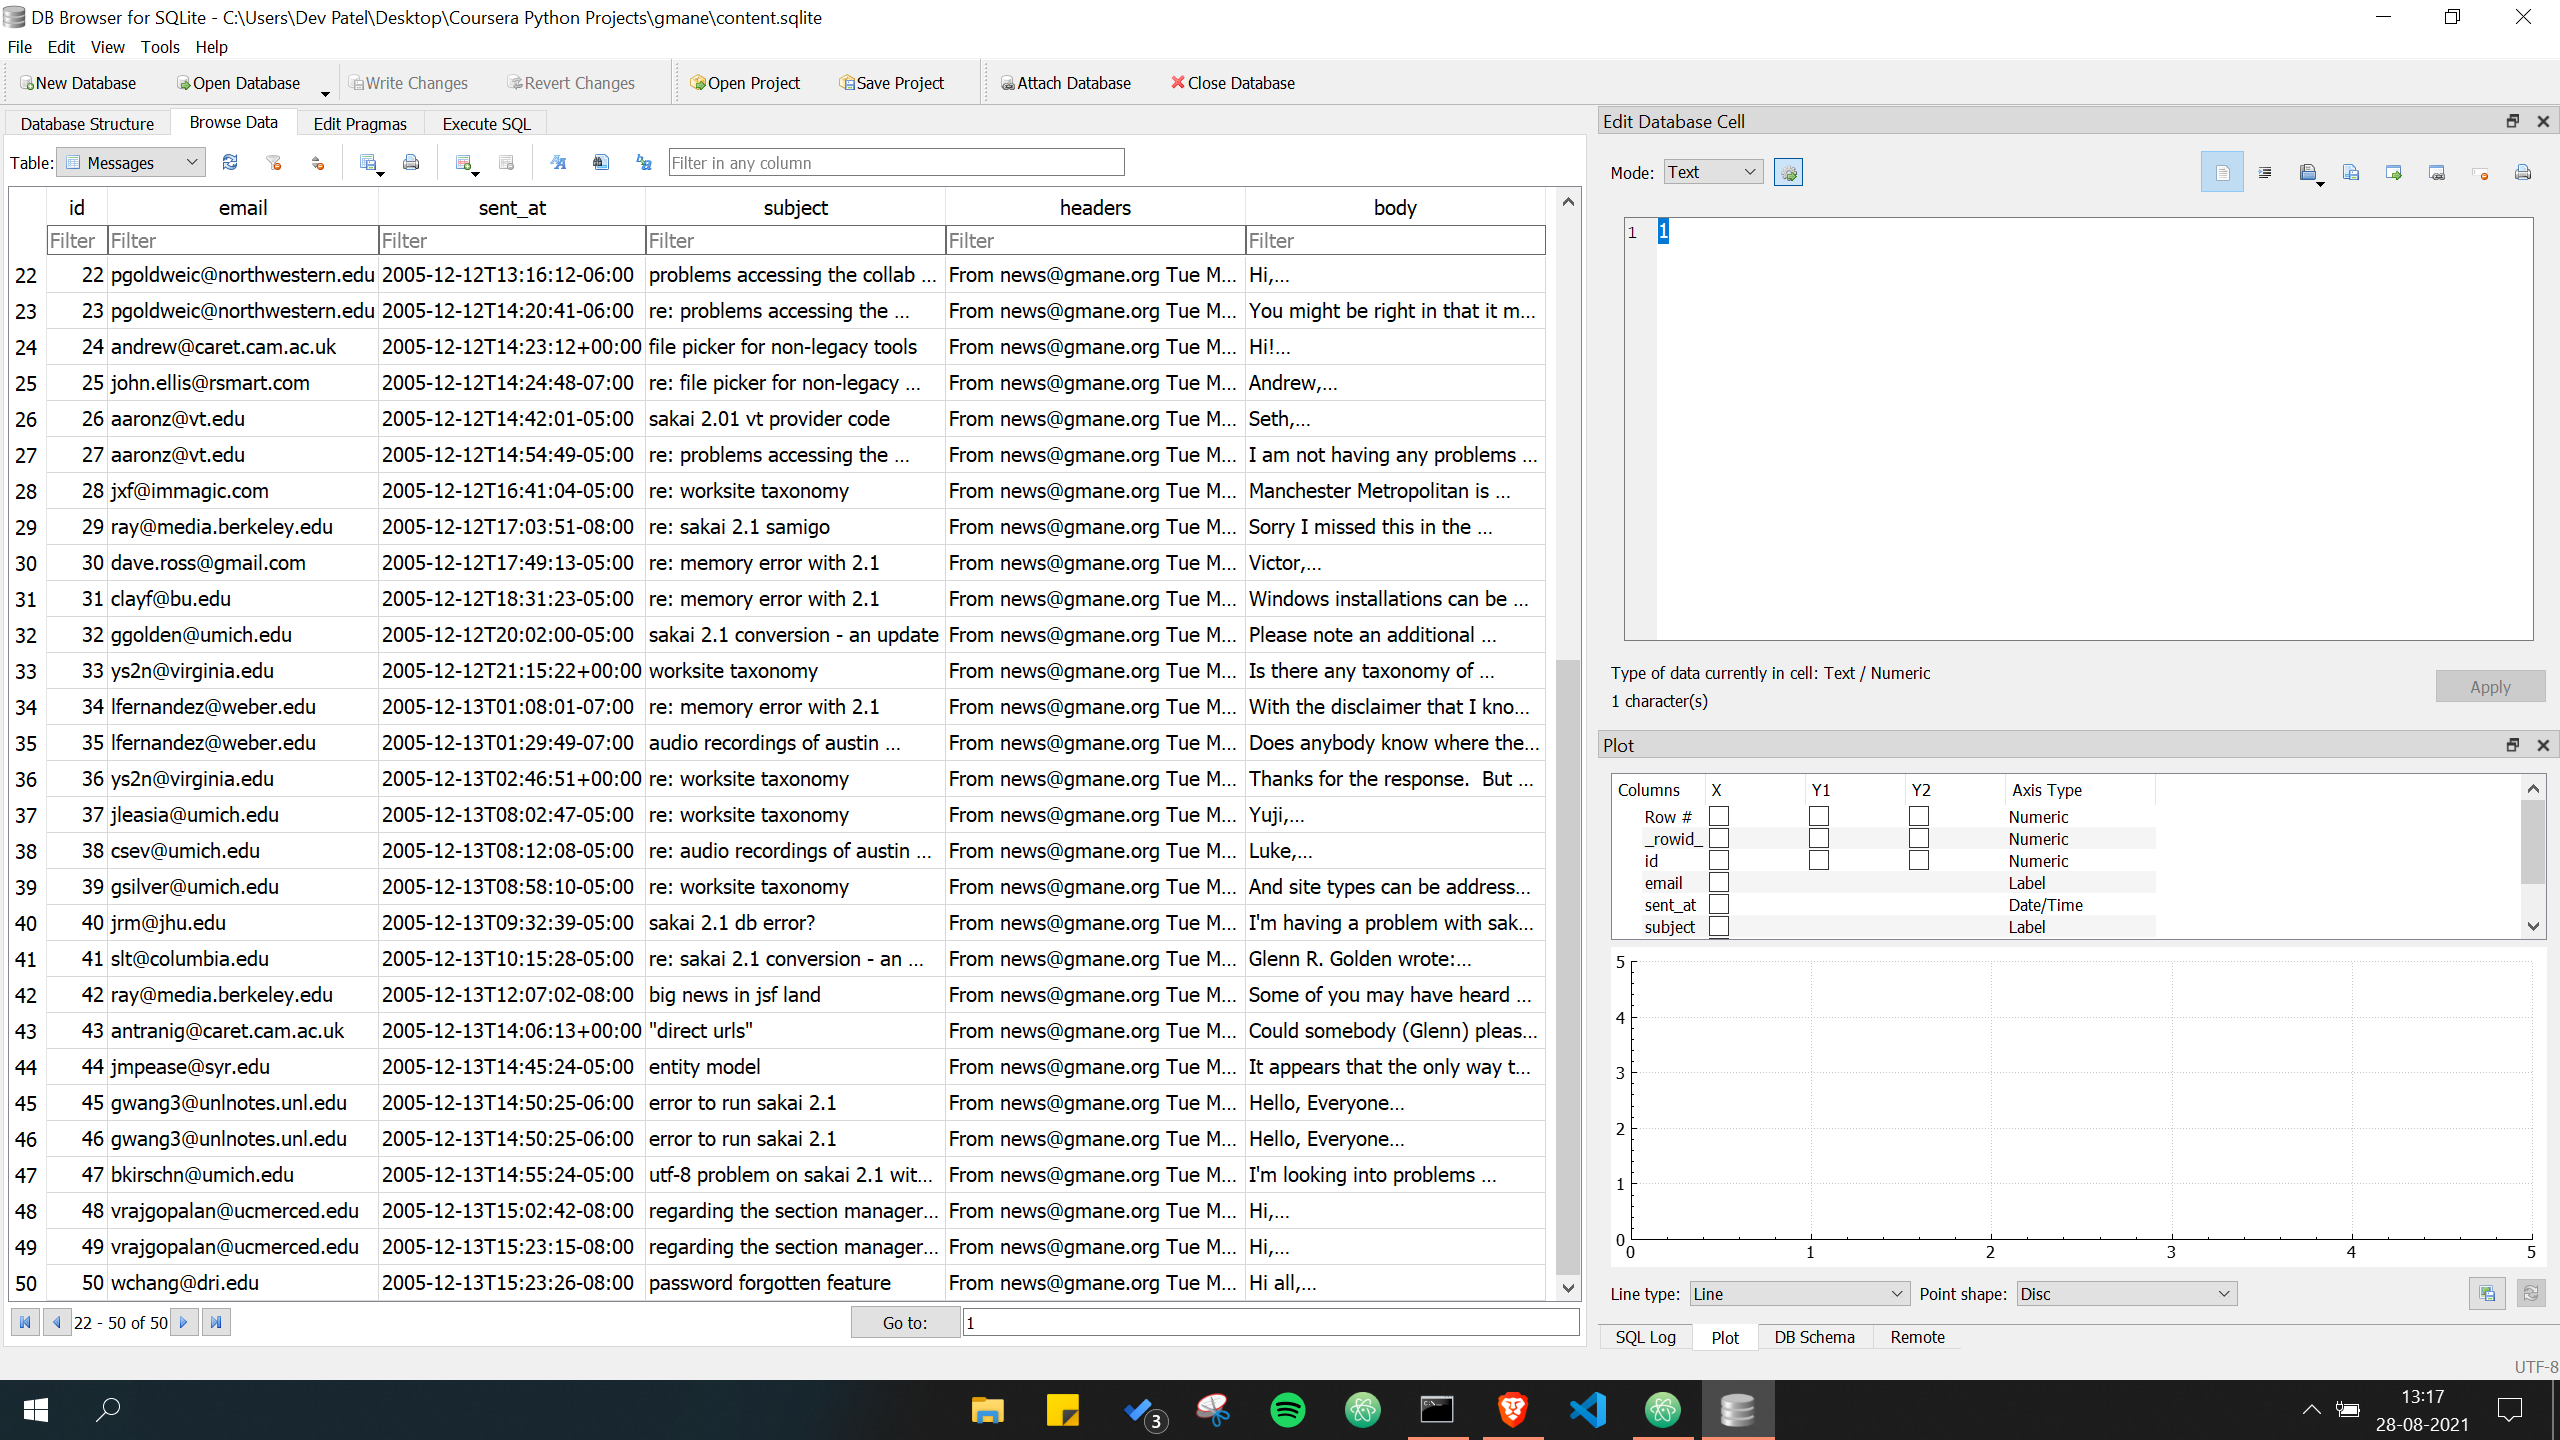 DB Browser for SQLite - C:\Users\Dev Patel\Desktop\Coursera Python Projects\gmane\content.sqlite
File Edit View Tools Help
New Database Open Database Write Changes Revert Changes Open Project Save Project Attach Database Close Database
Database Structure Browse Data Edit Pragmas Execute SQL
Table: Messages Filter in any column
id email sent_at subject headers body
Filter Filter Filter Filter Filter Filter
22 22 pgoldweic@northwestern.edu 2005-12-12T13:16:12-06:00 problems accessing the collab ... From news@gmane.org Tue M... Hi,...
23 23 pgoldweic@northwestern.edu 2005-12-12T14:20:41-06:00 re: problems accessing the ... From news@gmane.org Tue M... You might be right in that it m...
24 24 andrew@caret.cam.ac.uk 2005-12-12T14:23:12+00:00 file picker for non-legacy tools From news@gmane.org Tue M... Hi!...
25 25 john.ellis@rsmart.com 2005-12-12T14:24:48-07:00 re: file picker for non-legacy ... From news@gmane.org Tue M... Andrew,...
26 26 aaronz@vt.edu 2005-12-12T14:42:01-05:00 sakai 2.01 vt provider code From news@gmane.org Tue M... Seth,...
27 27 aaronz@vt.edu 2005-12-12T14:54:49-05:00 re: problems accessing the ... From news@gmane.org Tue M... I am not having any problems ...
28 28 jxf@immagic.com 2005-12-12T16:41:04-05:00 re: worksite taxonomy From news@gmane.org Tue M... Manchester Metropolitan is ...
29 29 ray@media.berkeley.edu 2005-12-12T17:03:51-08:00 re: sakai 2.1 samigo From news@gmane.org Tue M... Sorry I missed this in the ...
30 30 dave.ross@gmail.com 2005-12-12T17:49:13-05:00 re: memory error with 2.1 From news@gmane.org Tue M... Victor,...
31 31 clayf@bu.edu 2005-12-12T18:31:23-05:00 re: memory error with 2.1 From news@gmane.org Tue M... Windows installations can be ...
32 32 ggolden@umich.edu 2005-12-12T20:02:00-05:00 sakai 2.1 conversion - an update From news@gmane.org Tue M... Please note an additional ...
33 33 ys2n@virginia.edu 2005-12-12T21:15:22+00:00 worksite taxonomy From news@gmane.org Tue M... Is there any taxonomy of ...
34 34 lfernandez@weber.edu 2005-12-13T01:08:01-07:00 re: memory error with 2.1 From news@gmane.org Tue M... With the disclaimer that I kno...
35 35 lfernandez@weber.edu 2005-12-13T01:29:49-07:00 audio recordings of austin ... From news@gmane.org Tue M... Does anybody know where the...
36 36 ys2n@virginia.edu 2005-12-13T02:46:51+00:00 re: worksite taxonomy From news@gmane.org Tue M... Thanks for the response.  But ...
37 37 jleasia@umich.edu 2005-12-13T08:02:47-05:00 re: worksite taxonomy From news@gmane.org Tue M... Yuji,...
38 38 csev@umich.edu 2005-12-13T08:12:08-05:00 re: audio recordings of austin ... From news@gmane.org Tue M... Luke,...
39 39 gsilver@umich.edu 2005-12-13T08:58:10-05:00 re: worksite taxonomy From news@gmane.org Tue M... And site types can be address...
40 40 jrm@jhu.edu 2005-12-13T09:32:39-05:00 sakai 2.1 db error? From news@gmane.org Tue M... I'm having a problem with sak...
41 41 slt@columbia.edu 2005-12-13T10:15:28-05:00 re: sakai 2.1 conversion - an ... From news@gmane.org Tue M... Glenn R. Golden wrote:...
42 42 ray@media.berkeley.edu 2005-12-13T12:07:02-08:00 big news in jsf land From news@gmane.org Tue M... Some of you may have heard ...
43 43 antranig@caret.cam.ac.uk 2005-12-13T14:06:13+00:00 "direct urls" From news@gmane.org Tue M... Could somebody (Glenn) pleas...
44 44 jmpease@syr.edu 2005-12-13T14:45:24-05:00 entity model From news@gmane.org Tue M... It appears that the only way t...
45 45 gwang3@unlnotes.unl.edu 2005-12-13T14:50:25-06:00 error to run sakai 2.1 From news@gmane.org Tue M... Hello, Everyone...
46 46 gwang3@unlnotes.unl.edu 2005-12-13T14:50:25-06:00 error to run sakai 2.1 From news@gmane.org Tue M... Hello, Everyone...
47 47 bkirschn@umich.edu 2005-12-13T14:55:24-05:00 utf-8 problem on sakai 2.1 wit... From news@gmane.org Tue M... I'm looking into problems ...
48 48 vrajgopalan@ucmerced.edu 2005-12-13T15:02:42-08:00 regarding the section manager... From news@gmane.org Tue M... Hi,...
49 49 vrajgopalan@ucmerced.edu 2005-12-13T15:23:15-08:00 regarding the section manager... From news@gmane.org Tue M... Hi,...
50 50 wchang@dri.edu 2005-12-13T15:23:26-08:00 password forgotten feature From news@gmane.org Tue M... Hi all,...
22 - 50 of 50 Go to: 1
Edit Database Cell
Mode: Text
1 1
Type of data currently in cell: Text / Numeric
1 character(s)
Apply
Plot
Columns X Y1 Y2 Axis Type
Row # Numeric
_rowid_ Numeric
id Numeric
email Label
sent_at Date/Time
subject Label
5
4
3
2
1
0
0 1 2 3 4 5
Line type: Line Point shape: Disc
SQL Log Plot DB Schema Remote
UTF-8
3
13:17
28-08-2021